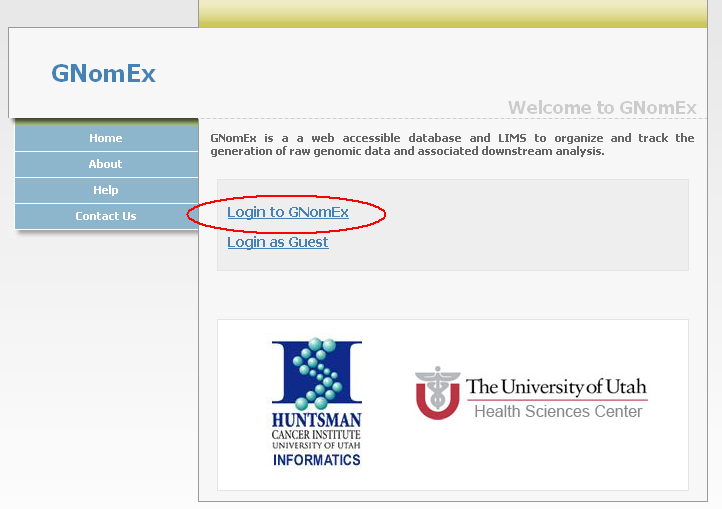 GNomEx
Welcome to GNomEx
Home
About
Help
Contact Us
GNomEx is a a web accessible database and LIMS to organize and track the
generation of raw genomic data and associated downstream analysis.
Login to GNomEx
Login as Guest
HUNTSMAN
CANCER INSTITUTE
UNIVERSITY OF UTAH
INFORMATICS
The University of Utah
Health Sciences Center